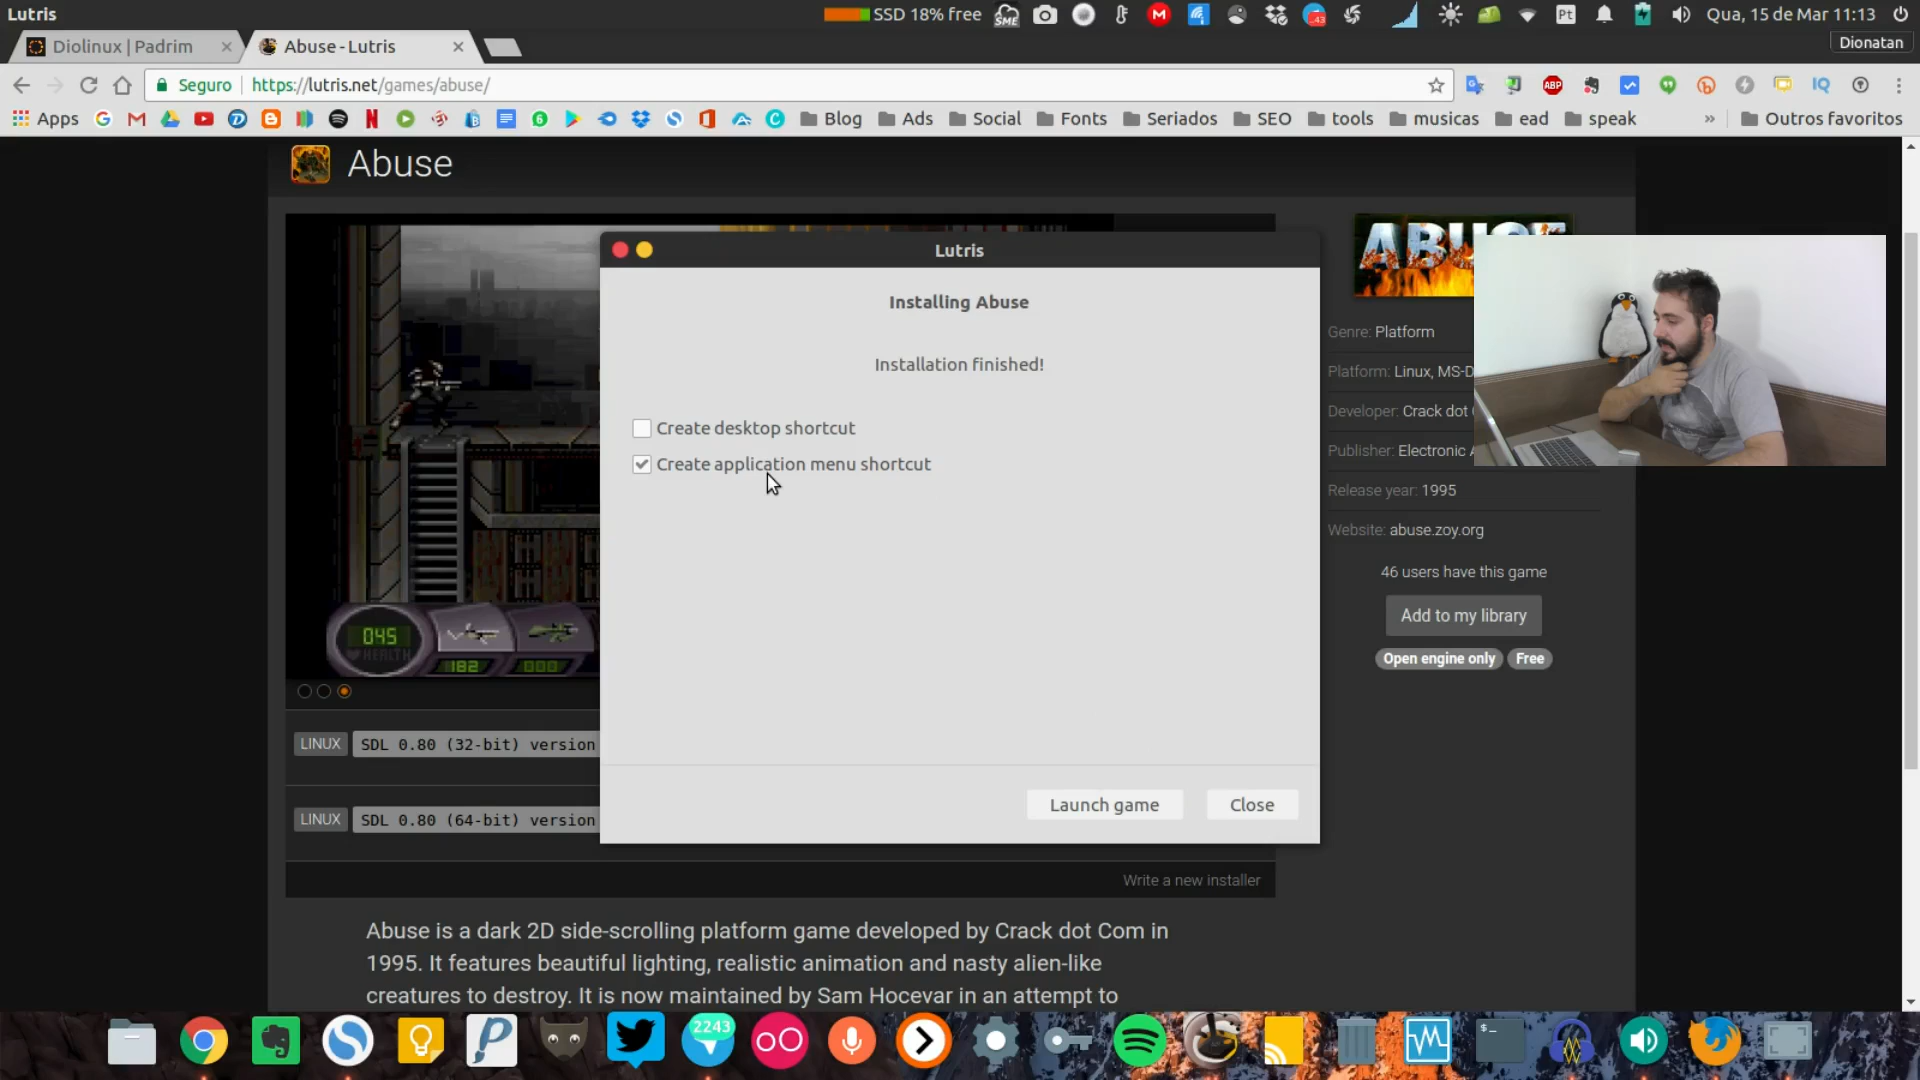 Lutris
SSD 18% free
SME
43
Pt
Qua, 15 de Mar 11:13
Diolinux | Padrim
Abuse - Lutris
Dionatan
Seguro
https://lutris.net/games/abuse/
ABP
IQ
Apps
Blog
Ads
Social
Fonts
Seriados
SEO
tools
musicas
ead
speak
»
Outros favoritos
Abuse
Lutris
Installing Abuse
Installation finished!
Create desktop shortcut
Create application menu shortcut
Launch game
Close
045
HEALTH
182
000
ABUSE
Genre: Platform
Platform: Linux, MS-D
Developer: Crack dot
Publisher: Electronic
Release year: 1995
Website: abuse.zoy.org
46 users have this game
Add to my library
Open engine only
Free
LINUX
SDL 0.80 (32-bit) version
LINUX
SDL 0.80 (64-bit) version
Write a new installer
Abuse is a dark 2D side-scrolling platform game developed by Crack dot Com in
1995. It features beautiful lighting, realistic animation and nasty alien-like
creatures to destroy. It is now maintained by Sam Hocevar in an attempt to
2243